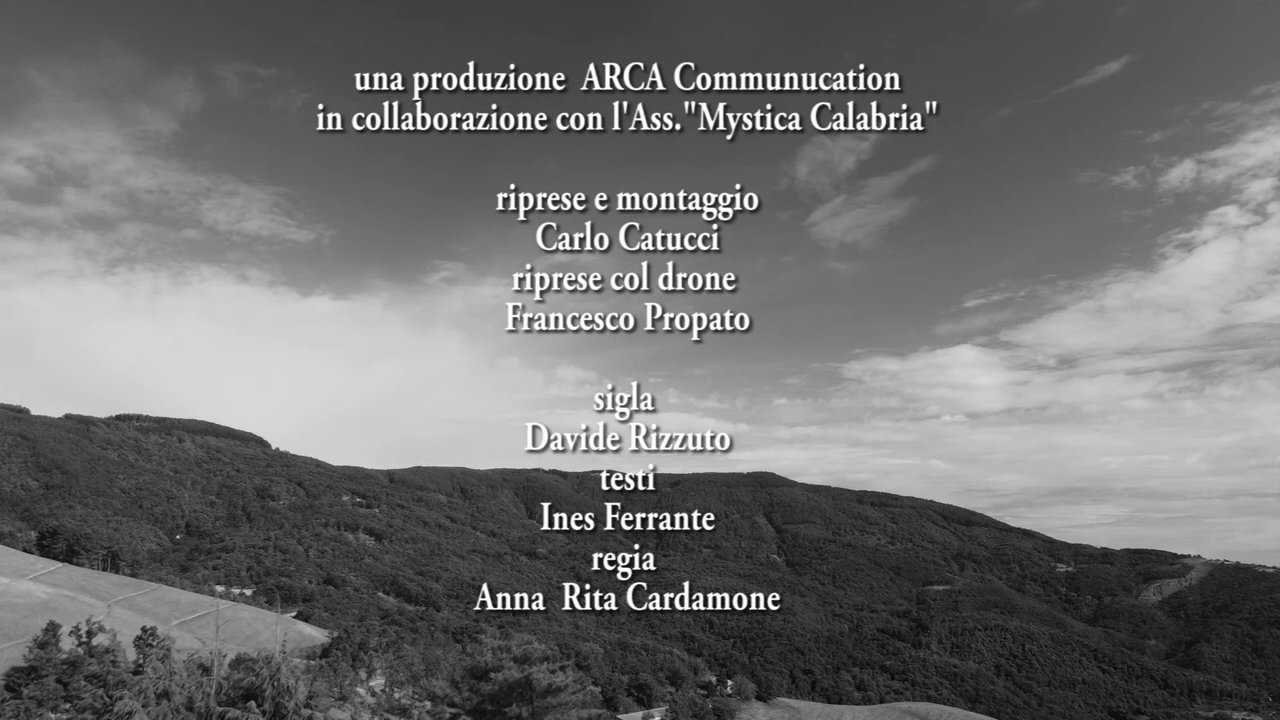 una produzione  ARCA Communucation
in collaborazione con l'Ass."Mystica Calabria"
riprese e montaggio
Carlo Catucci
riprese col drone
Francesco Propato
sigla
Davide Rizzuto
testi
Ines Ferrante
regia
Anna  Rita Cardamone